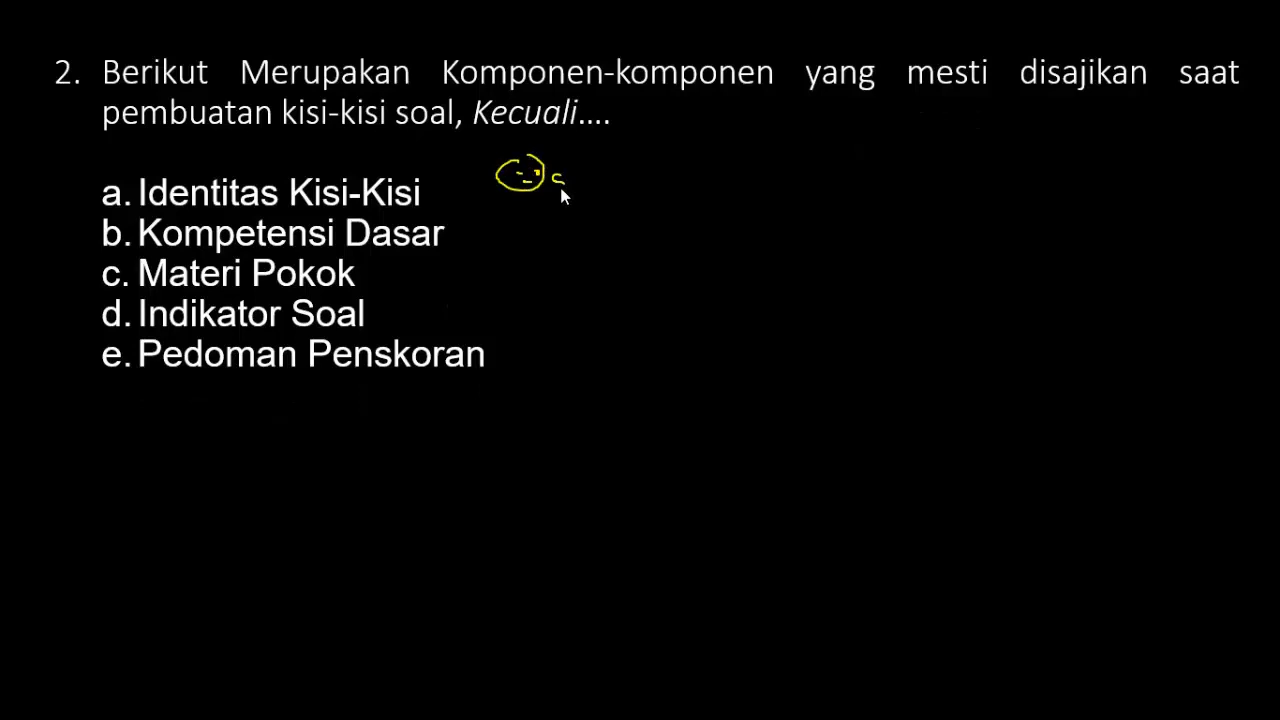 2. Berikut Merupakan Komponen-komponen yang mesti disajikan saat
pembuatan kisi-kisi soal, Kecuali....
a. Identitas Kisi-Kisi
b. Kompetensi Dasar
c. Materi Pokok
d. Indikator Soal
e. Pedoman Penskoran